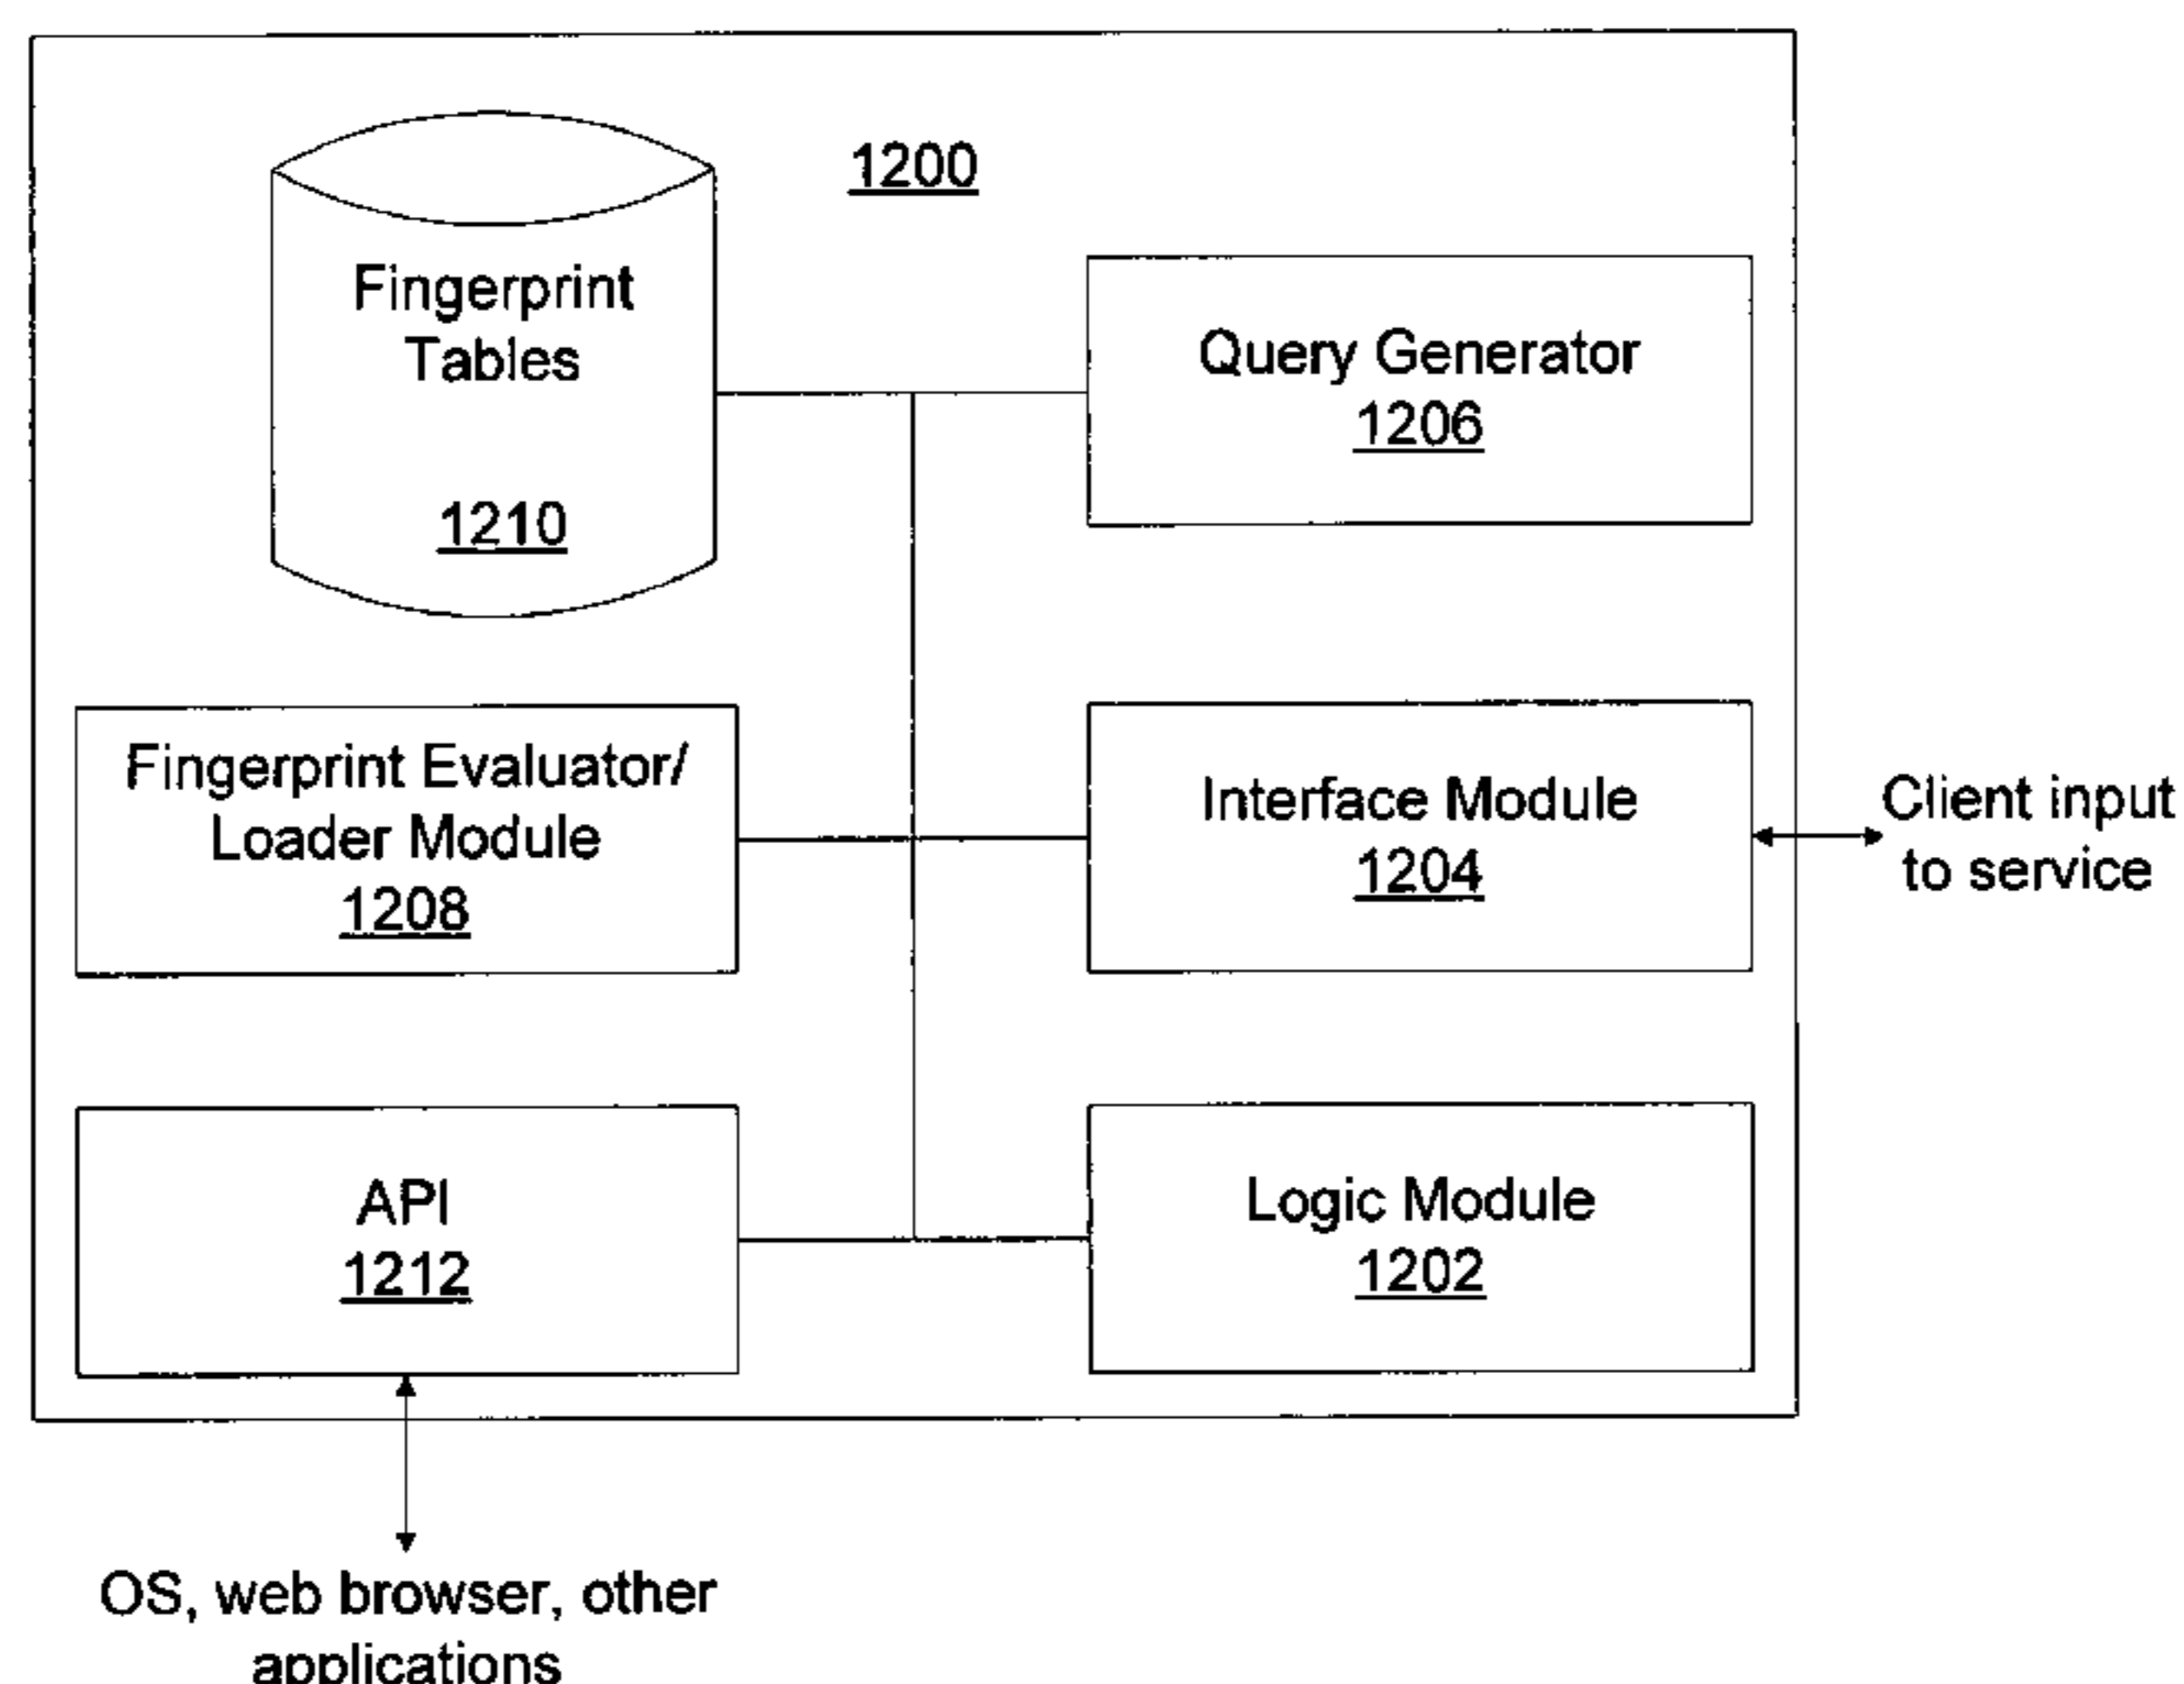 1200
Fingerprint
Tables
1210
Query Generator
1206
Fingerprint Evaluator/
Loader Module
1208
Interface Module
1204
Client input
to service
API
1212
Logic Module
1202
OS, web browser, other
applications